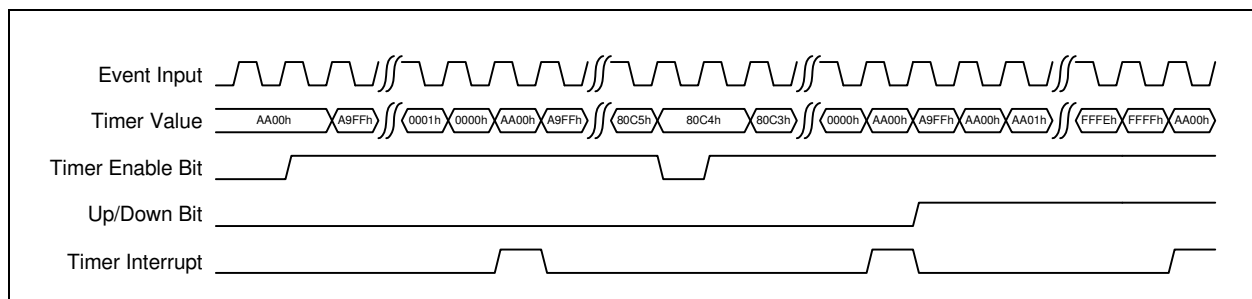 Event Input
Timer Value AA00h A9FFh 0001h 0000h AA00h A9FFh 80C5h 80C4h 80C3h 0000h AA00h A9FFh AA00h AA01h FFFEh FFFFh AA00h
Timer Enable Bit
Up/Down Bit
Timer Interrupt